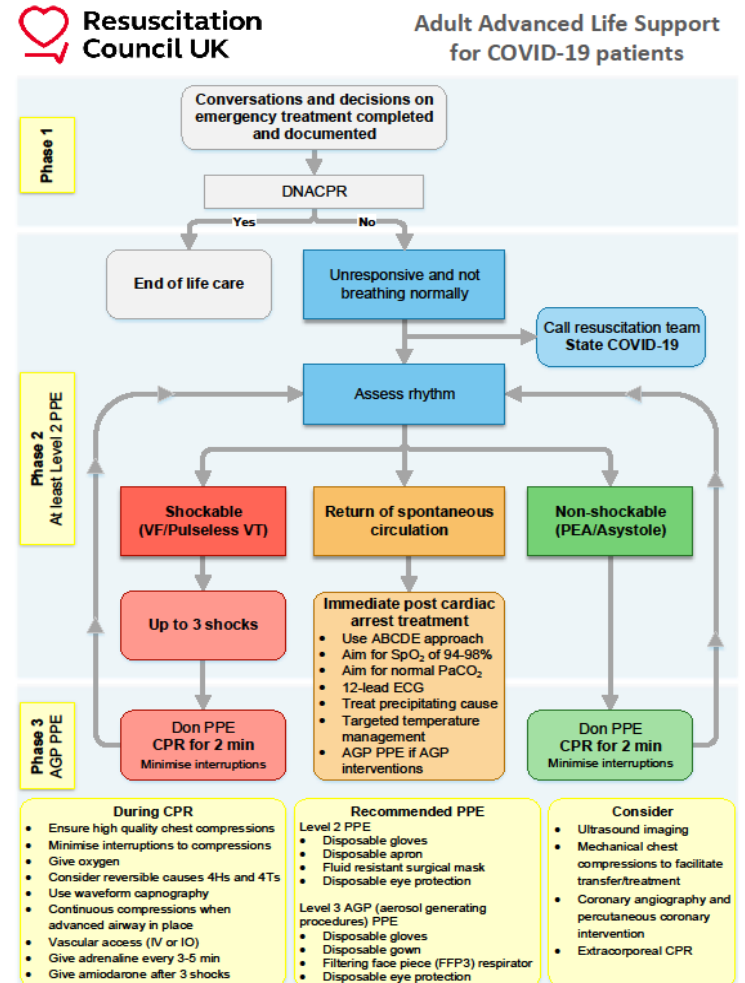 Resuscitation
Council UK
Adult Advanced Life Support
for COVID-19 patients
Phase 1
Conversations and decisions on
emergency treatment completed
and documented
DNACPR
Yes
No
Phase 2
At least Level 2 PPE
End of life care
Unresponsive and not
breathing normally
Call resuscitation team
State COVID-19
Assess rhythm
Shockable
(VF/Pulseless VT)
Return of spontaneous
circulation
Non-shockable
(PEA/Asystole)
Up to 3 shocks
Immediate post cardiac
arrest treatment
• Use ABCDE approach
• Aim for SpO₂ of 94-98%
• Aim for normal PaCO₂
• 12-lead ECG
• Treat precipitating cause
• Targeted temperature
management
• AGP PPE if AGP
interventions
Phase 3
AGP PPE
Don PPE
CPR for 2 min
Minimise interruptions
Don PPE
CPR for 2 min
Minimise interruptions
During CPR
• Ensure high quality chest compressions
• Minimise interruptions to compressions
• Give oxygen
• Consider reversible causes 4Hs and 4Ts
• Use waveform capnography
• Continuous compressions when
advanced airway in place
• Vascular access (IV or IO)
• Give adrenaline every 3-5 min
• Give amiodarone after 3 shocks
Recommended PPE
Level 2 PPE
• Disposable gloves
• Disposable apron
• Fluid resistant surgical mask
• Disposable eye protection
Level 3 AGP (aerosol generating
procedures) PPE
• Disposable gloves
• Disposable gown
• Filtering face piece (FFP3) respirator
• Disposable eye protection
Consider
• Ultrasound imaging
• Mechanical chest
compressions to facilitate
transfer/treatment
• Coronary angiography and
percutaneous coronary
intervention
• Extracorporeal CPR